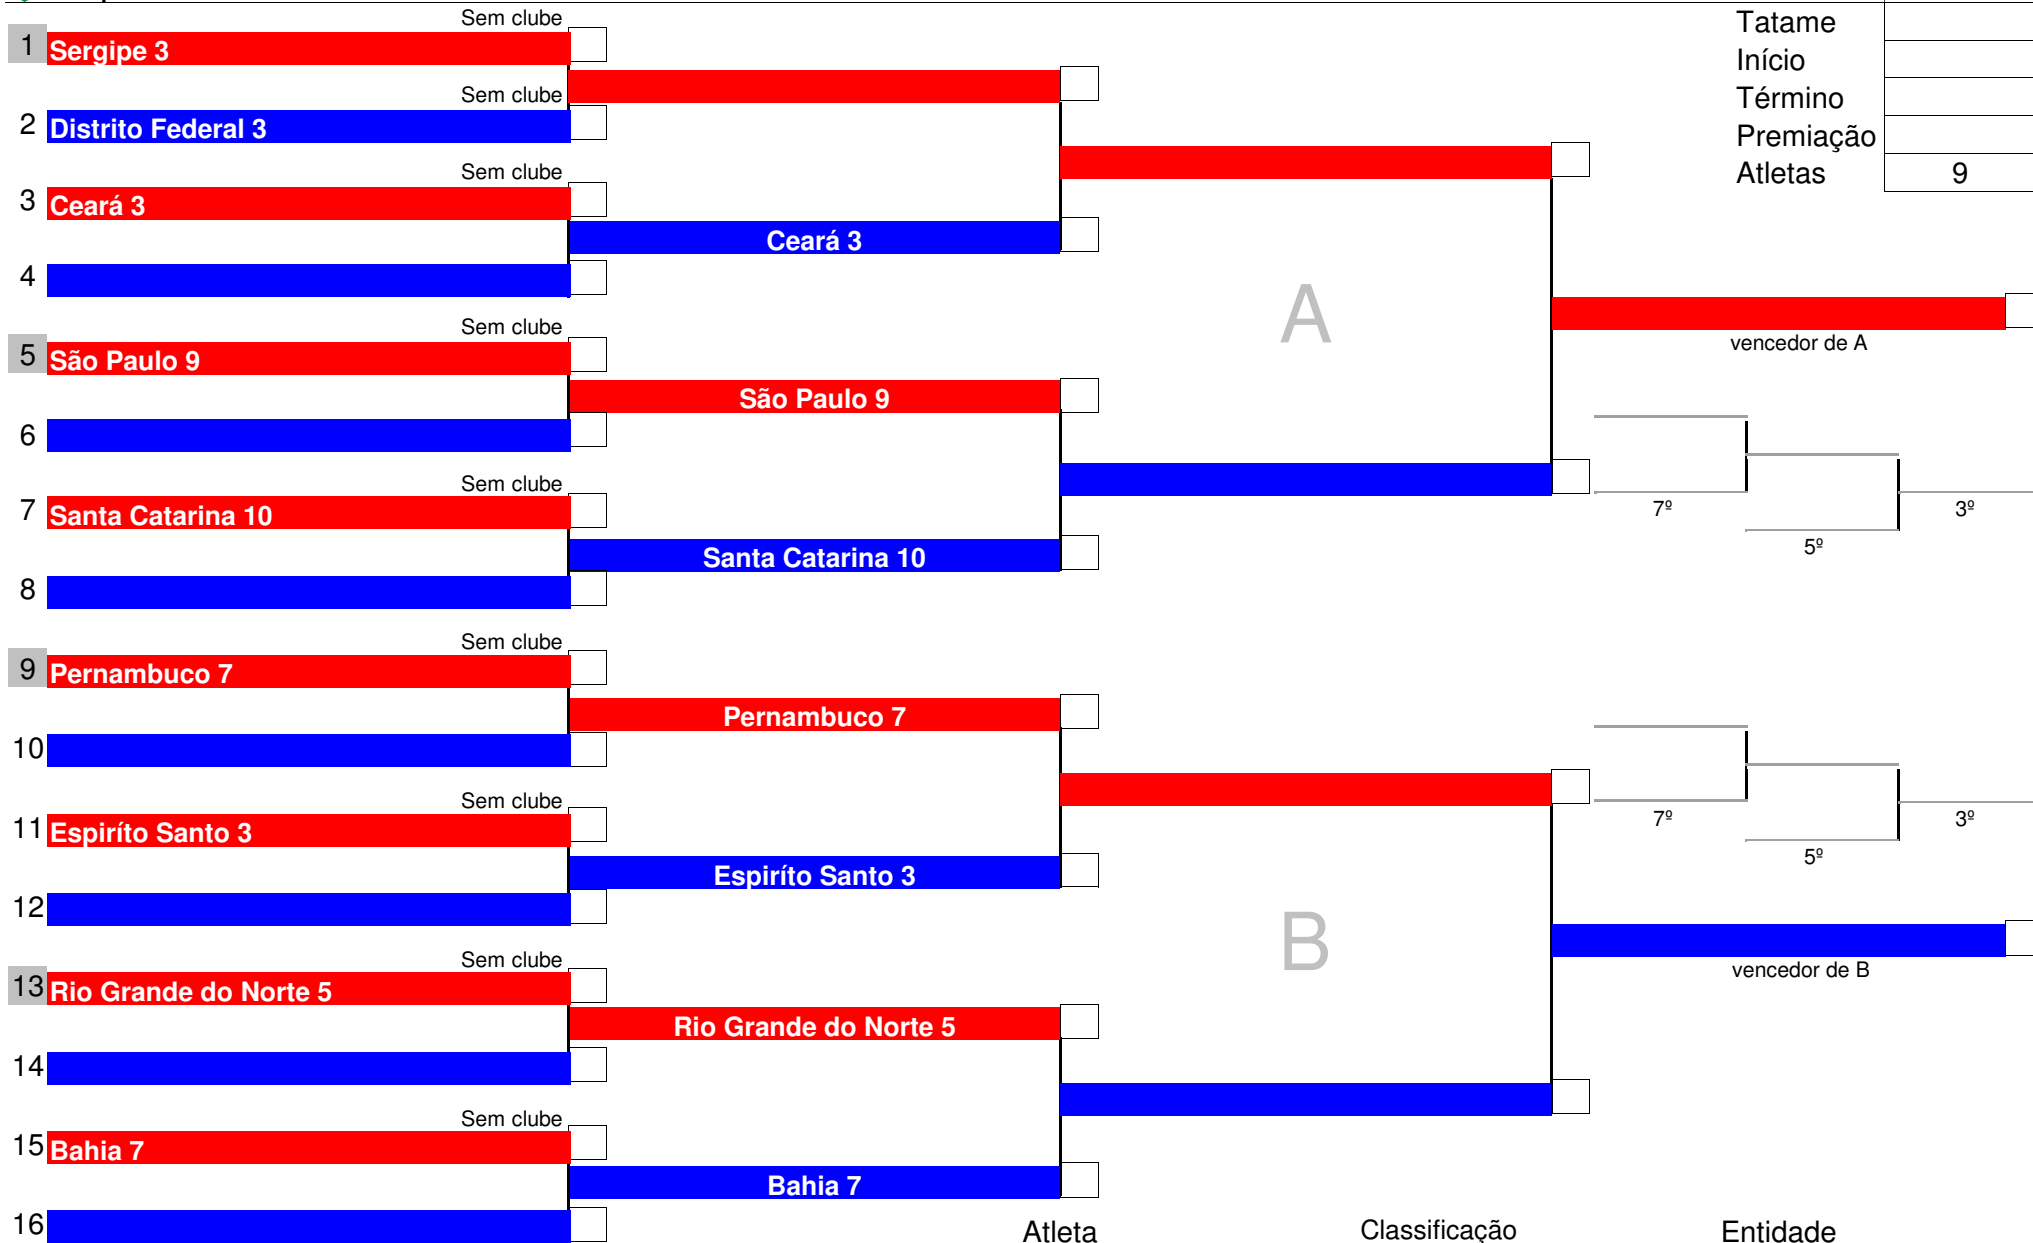 Sem clube
1 Sergipe 3
Sem clube
2 Distrito Federal 3
Sem clube
3 Ceará 3
Ceará 3
4
Sem clube
5 São Paulo 9
São Paulo 9
6
Sem clube
7 Santa Catarina 10
Santa Catarina 10
8
Sem clube
9 Pernambuco 7
Pernambuco 7
10
Sem clube
11 Espiríto Santo 3
Espiríto Santo 3
12
Sem clube
13 Rio Grande do Norte 5
Rio Grande do Norte 5
14
Sem clube
15 Bahia 7
Bahia 7
16
A
B
Tatame
Início
Término
Premiação
Atletas 9
vencedor de A
7º
3º
5º
7º
3º
5º
vencedor de B
Atleta Classificação Entidade